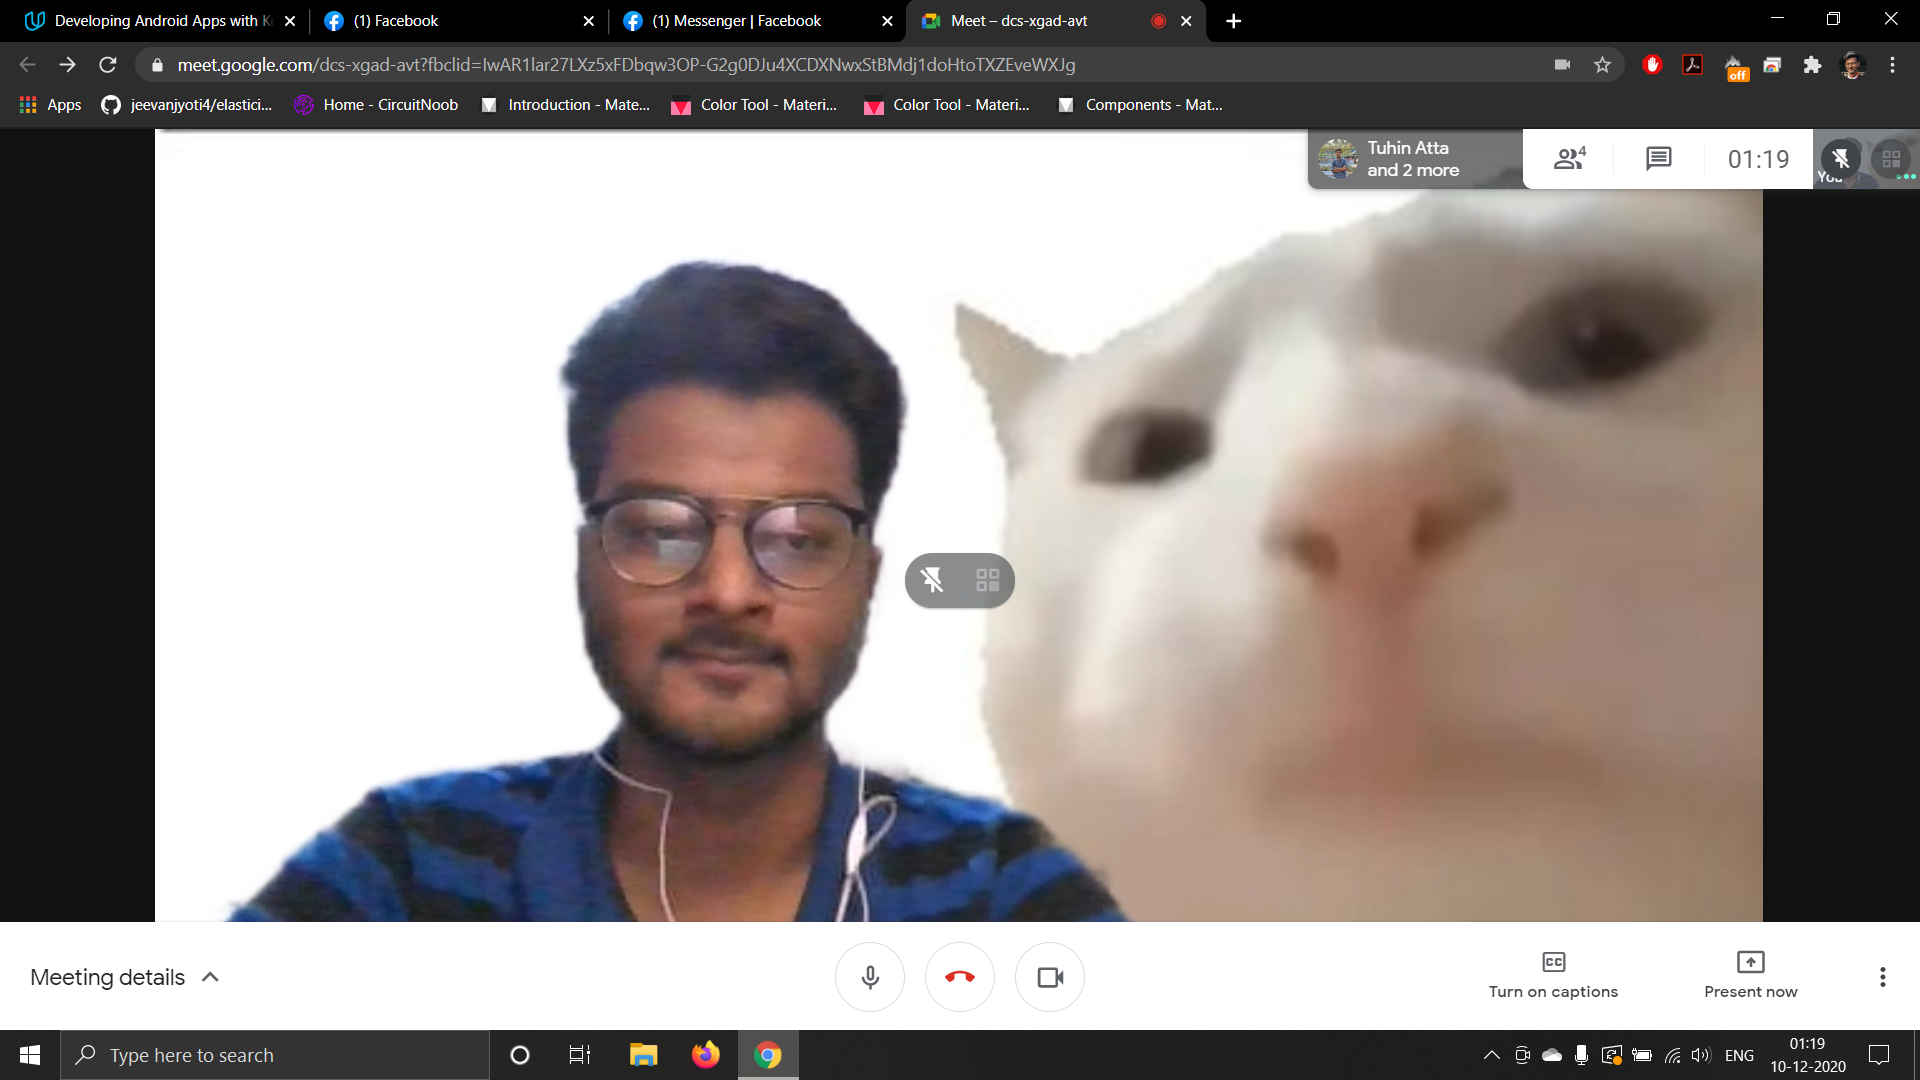 Developing Android Apps with K
(1) Facebook
(1) Messenger | Facebook
Meet – dcs-xgad-avt
meet.google.com/dcs-xgad-avt?fbclid=IwAR1lar27LXz5xFDbqw3OP-G2g0DJu4XCDXNwxStBMdj1doHtoTXZEveWXJg
off
Apps
jeevanjyoti4/elastici...
Home - CircuitNoob
Introduction - Mate...
Color Tool - Materi...
Color Tool - Materi...
Components - Mat...
Tuhin Atta
and 2 more
4
01:19
You
Meeting details
CC
Turn on captions
Present now
Type here to search
ENG
01:19
10-12-2020